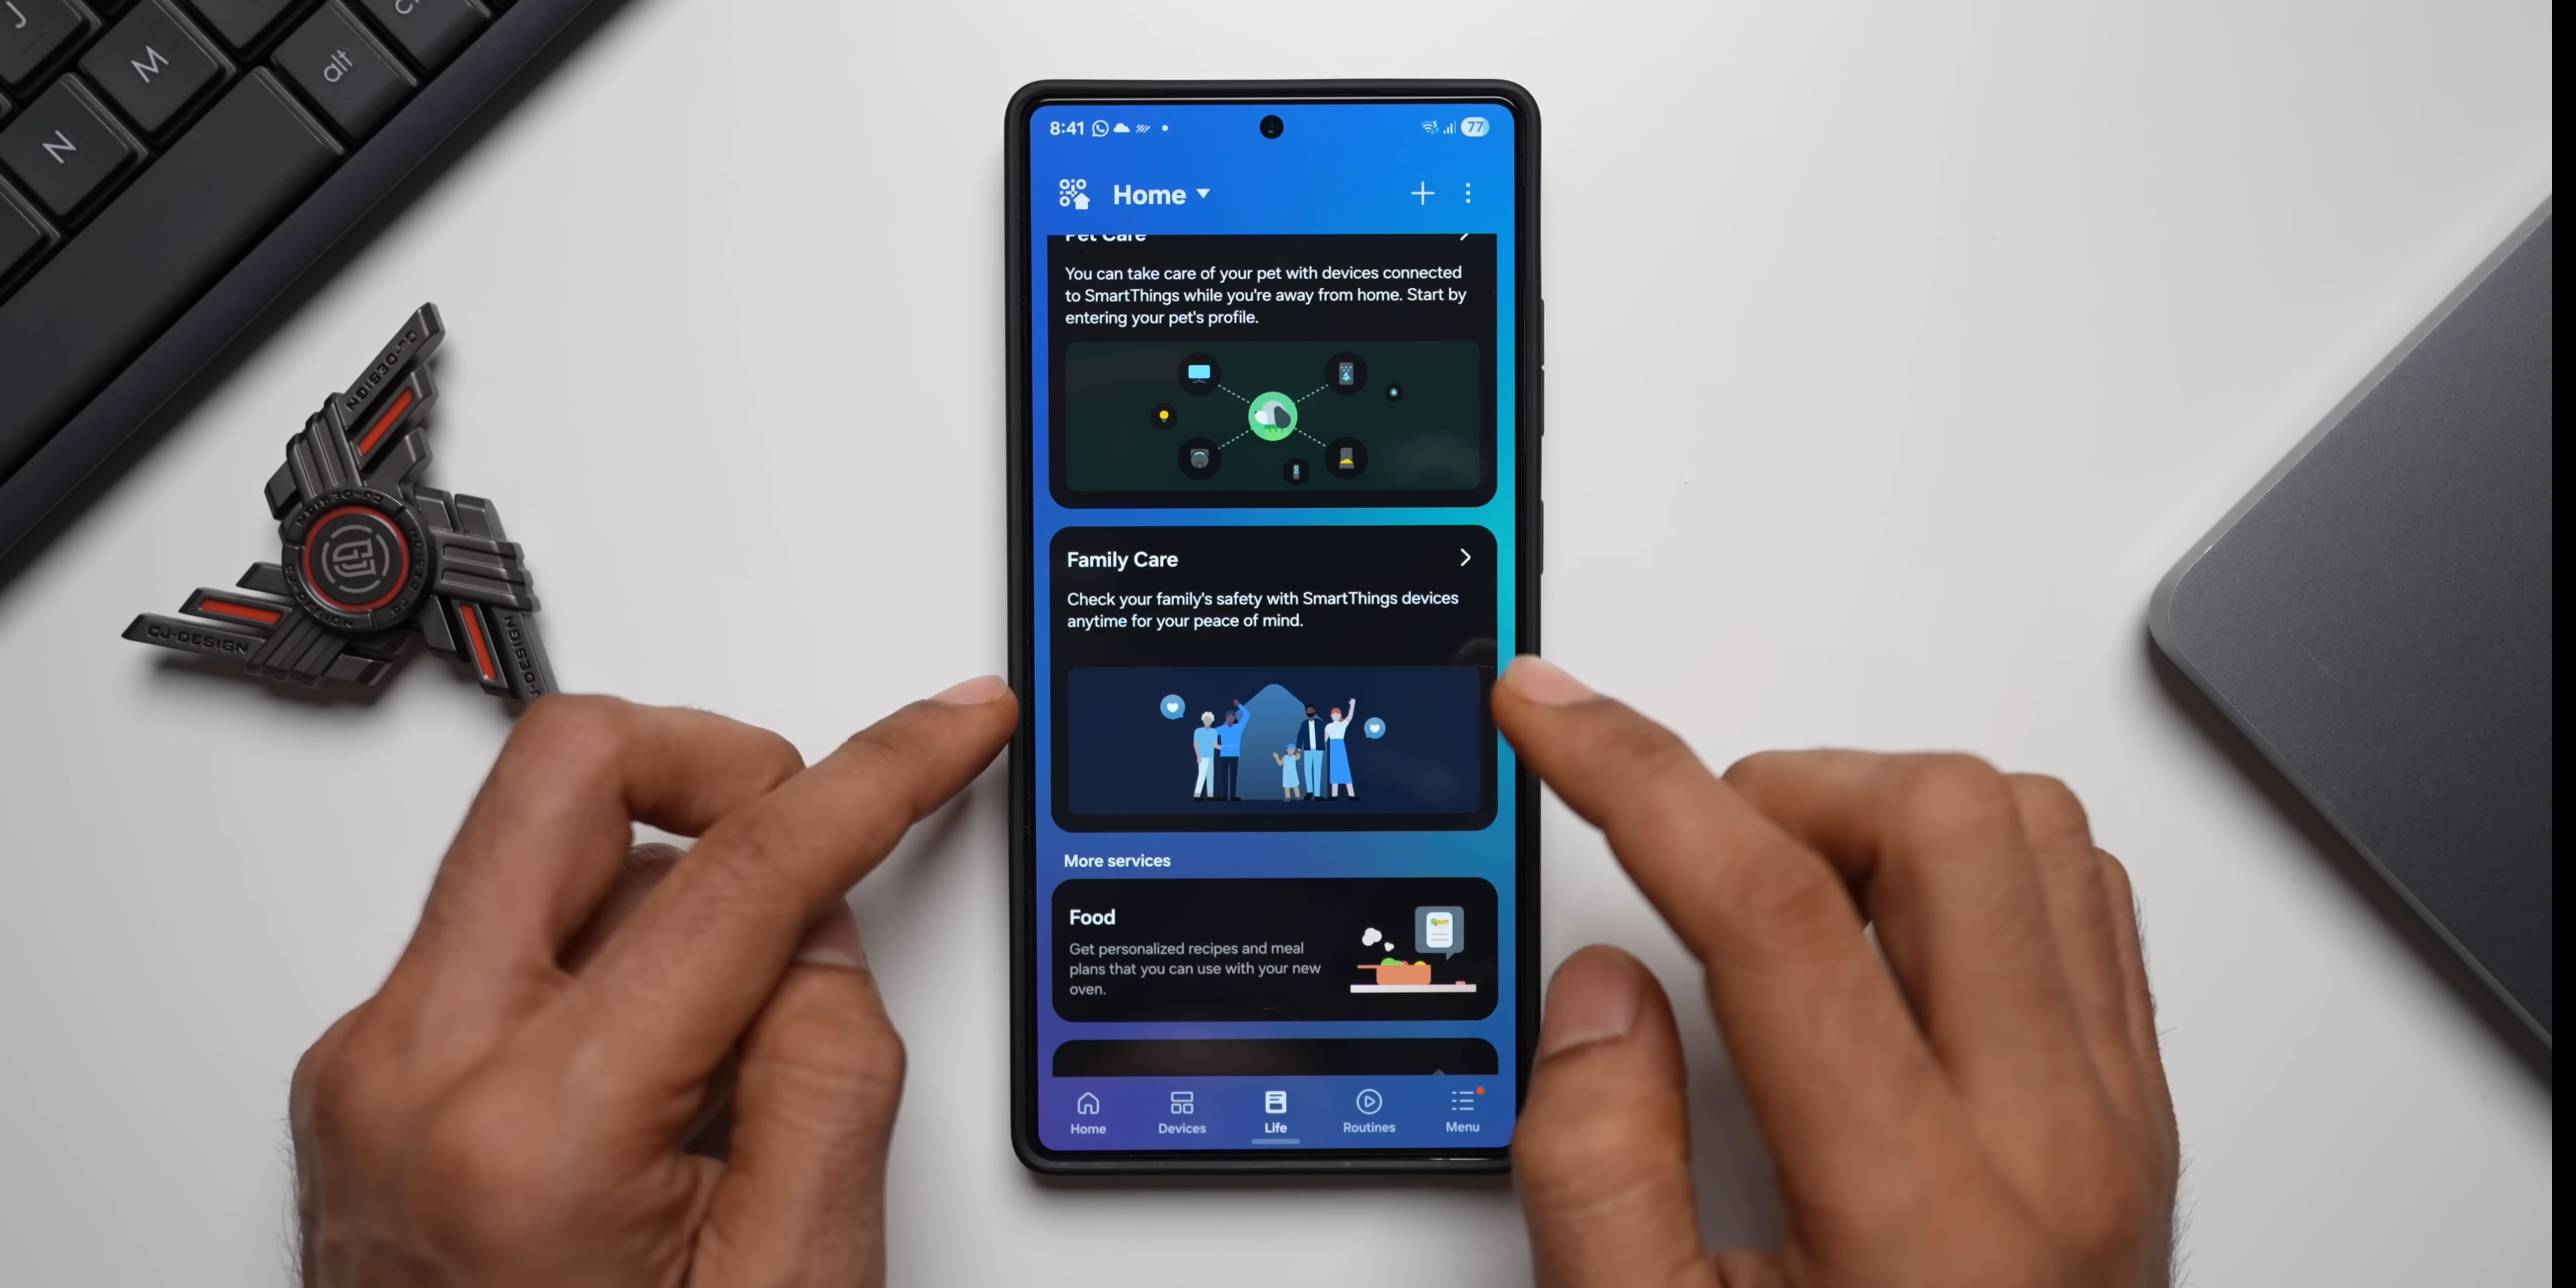 J
M
N
alt
8:41
77
Home
Pet Care
You can take care of your pet with devices connected
to SmartThings while you're away from home. Start by
entering your pet's profile.
Family Care
Check your family's safety with SmartThings devices
anytime for your peace of mind.
More services
Food
Get personalized recipes and meal
plans that you can use with your new
oven.
Home
Devices
Life
Routines
Menu
CJ-DESIGN
CJ-DESIGN